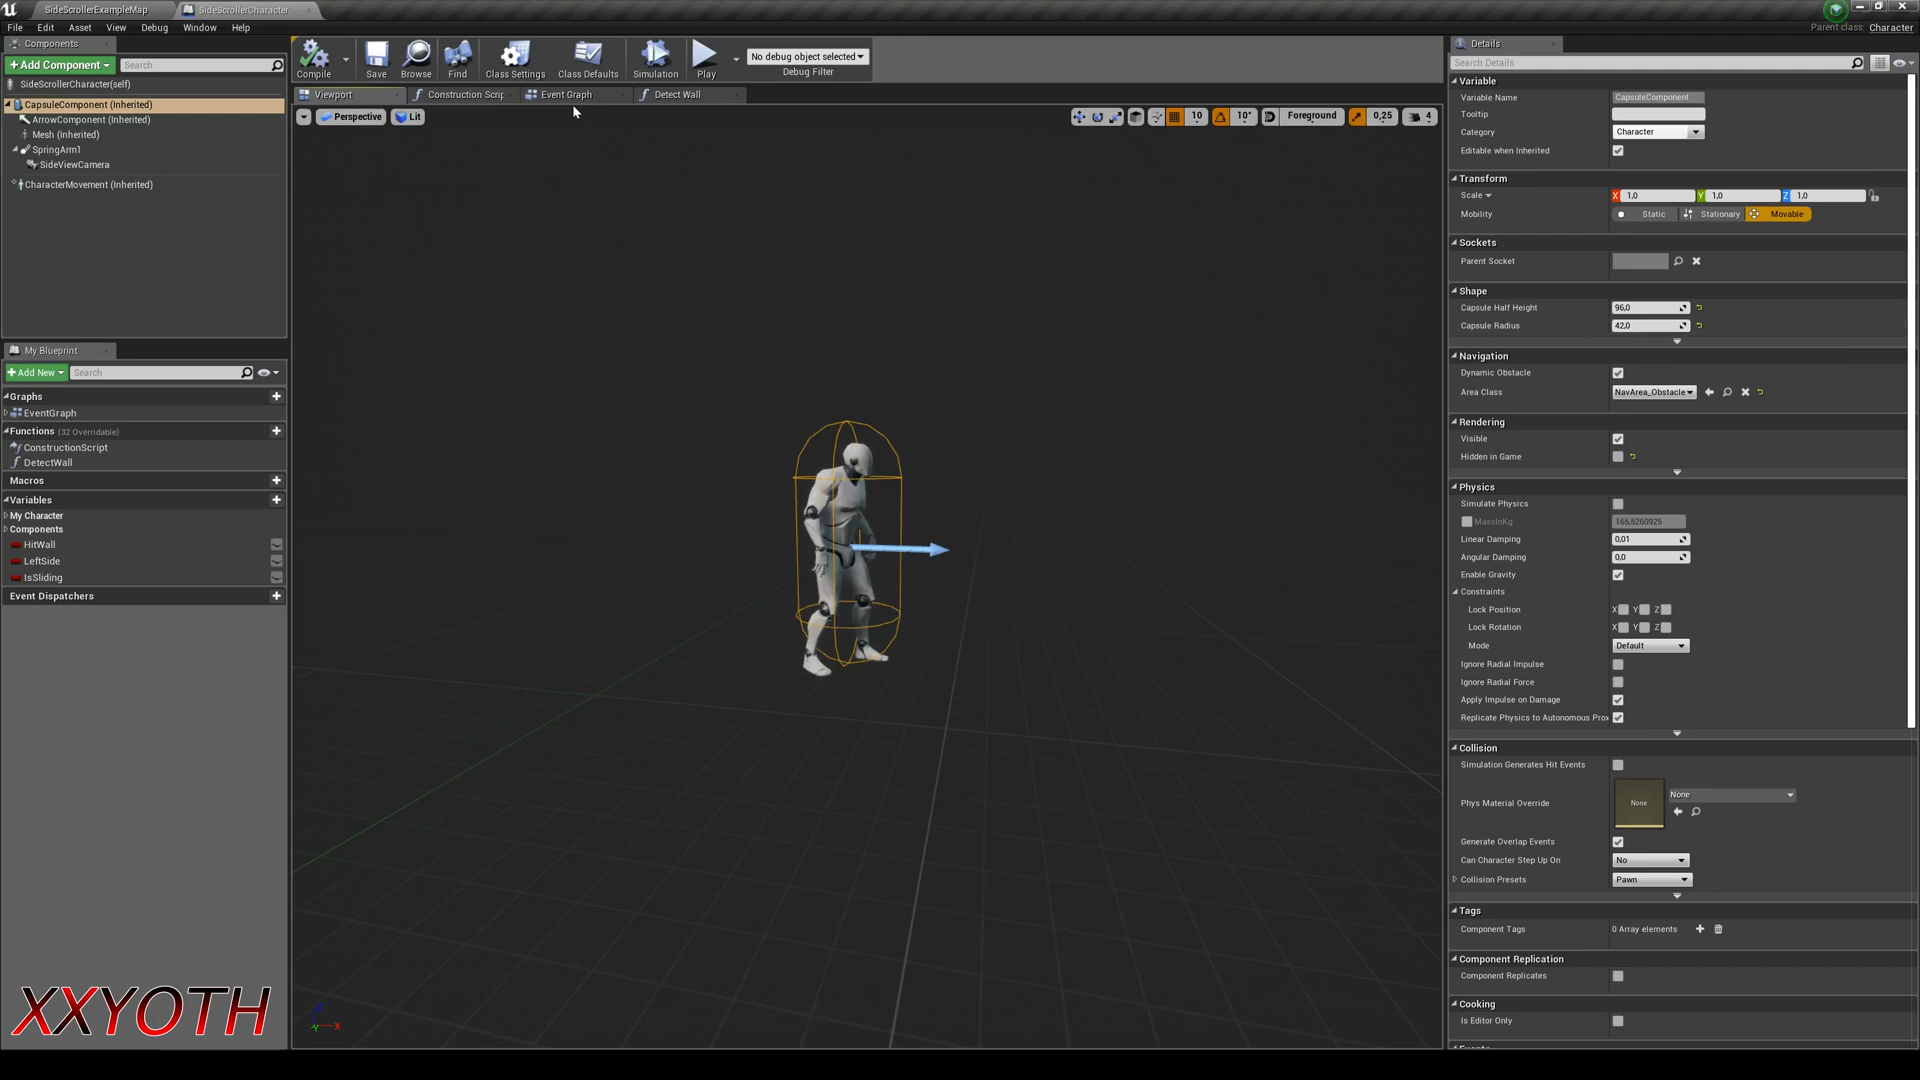 SideScrollerExampleMap
SideScrollerCharacter
File Edit Asset View Debug Window Help
Parent class: Character
Components
Add Component
Search
SideScrollerCharacter(self)
CapsuleComponent (Inherited)
ArrowComponent (Inherited)
Mesh (Inherited)
SpringArm1
SideViewCamera
CharacterMovement (Inherited)
My Blueprint
Add New
Search
Graphs
EventGraph
Functions (32 Overridable)
ConstructionScript
DetectWall
Macros
Variables
My Character
Components
HitWall
LeftSide
IsSliding
Event Dispatchers
XXYOTH
Compile Save Browse Find Class Settings Class Defaults Simulation Play
No debug object selected
Debug Filter
Viewport
Construction Scrip
Event Graph
Detect Wall
Perspective Lit
10 10° Foreground 0,25 4
X
Details
Search Details
Variable
Variable Name CapsuleComponent
Tooltip
Category Character
Editable when Inherited
Transform
Scale X 1,0 Y 1,0 Z 1,0
Mobility Static Stationary Movable
Sockets
Parent Socket
Shape
Capsule Half Height 96,0
Capsule Radius 42,0
Navigation
Dynamic Obstacle
Area Class NavArea_Obstacle
Rendering
Visible
Hidden in Game
Physics
Simulate Physics
MassInKg 165,5260925
Linear Damping 0,01
Angular Damping 0,0
Enable Gravity
Constraints
Lock Position X Y Z
Lock Rotation X Y Z
Mode Default
Ignore Radial Impulse
Ignore Radial Force
Apply Impulse on Damage
Replicate Physics to Autonomous Prox
Collision
Simulation Generates Hit Events
Phys Material Override None None
Generate Overlap Events
Can Character Step Up On No
Collision Presets Pawn
Tags
Component Tags 0 Array elements
Component Replication
Component Replicates
Cooking
Is Editor Only